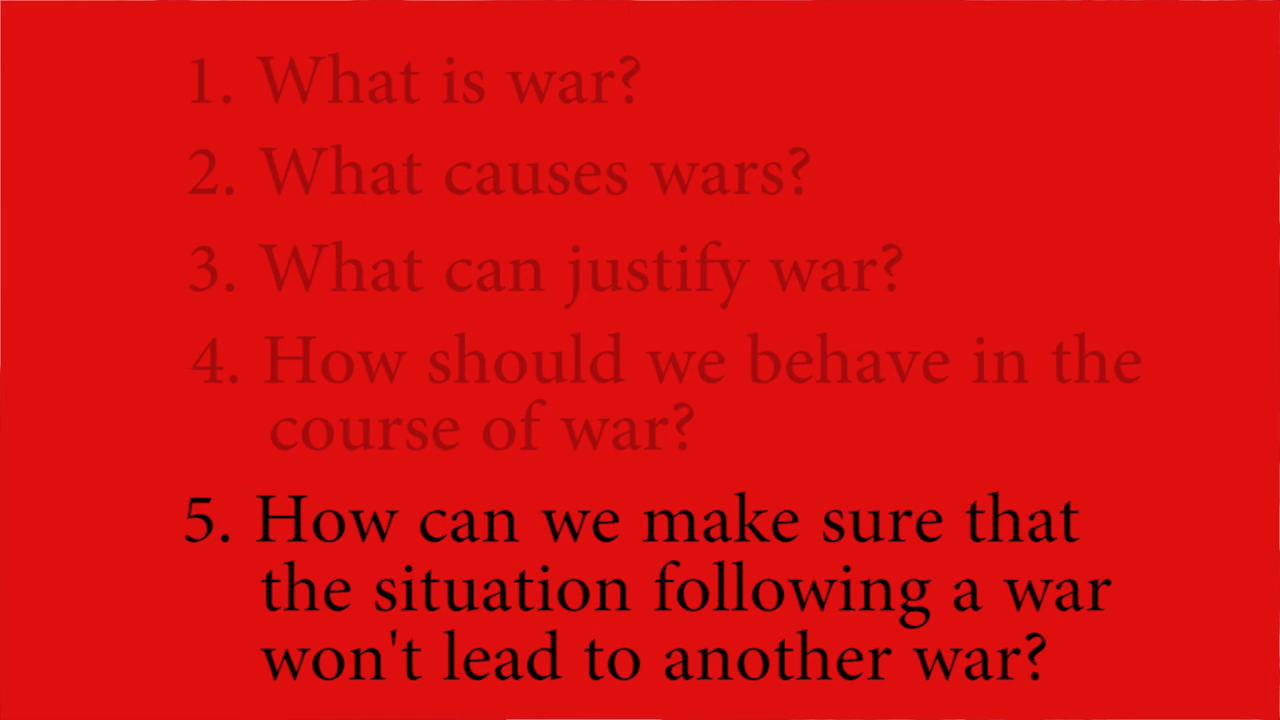 1. What is war?
2. What causes wars?
3. What can justify war?
4. How should we behave in the
course of war?
5. How can we make sure that
the situation following a war
won't lead to another war?